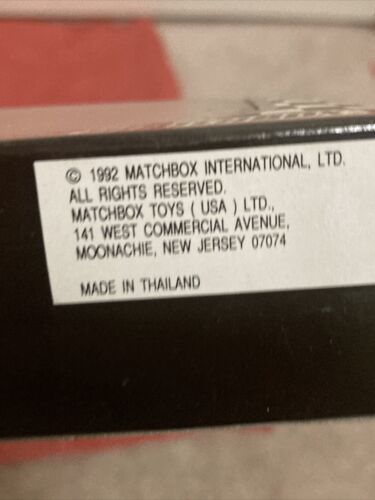 © 1992 MATCHBOX INTERNATIONAL, LTD.
ALL RIGHTS RESERVED.
MATCHBOX TOYS ( USA ) LTD.,
141 WEST COMMERCIAL AVENUE,
MOONACHIE, NEW JERSEY 07074
MADE IN THAILAND